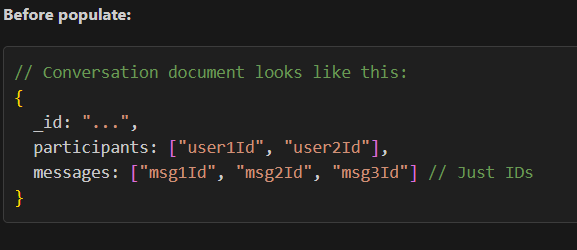 Before populate:
// Conversation document looks like this:
{
  _id: "...",
  participants: ["user1Id", "user2Id"],
  messages: ["msg1Id", "msg2Id", "msg3Id"] // Just IDs
}